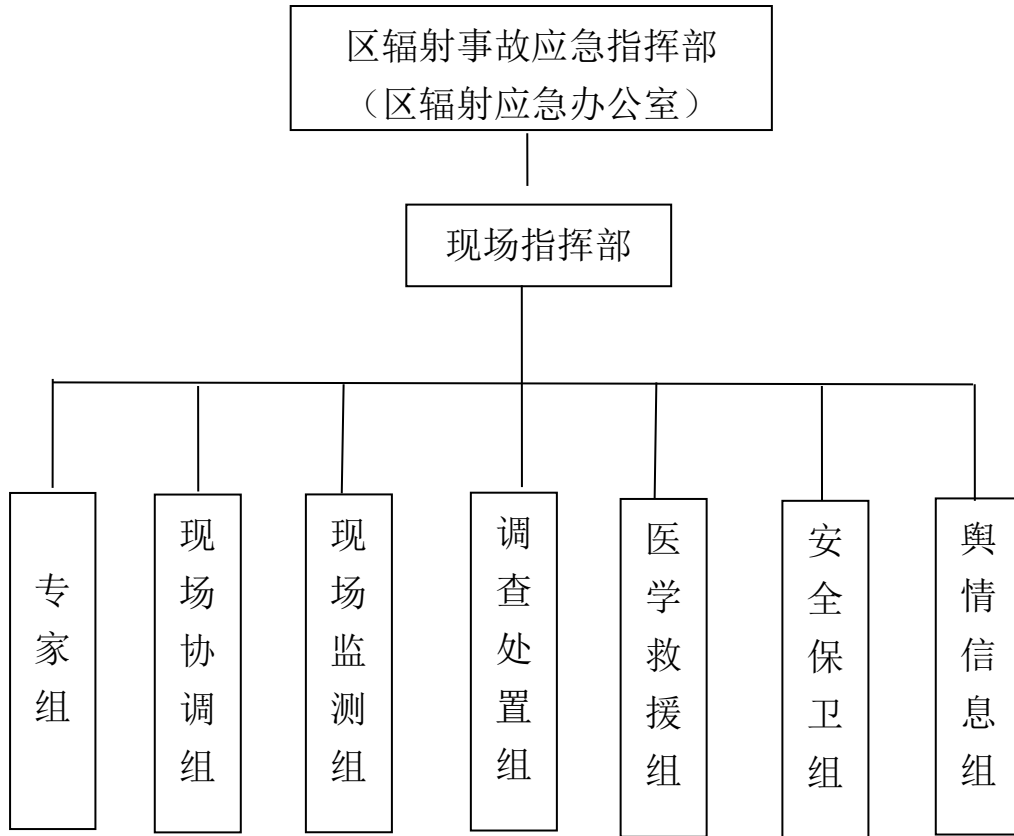 区辐射事故应急指挥部
（区辐射应急办公室）
现场指挥部
专家组
现场协调组
现场监测组
调查处置组
医学救援组
安全保卫组
舆情信息组